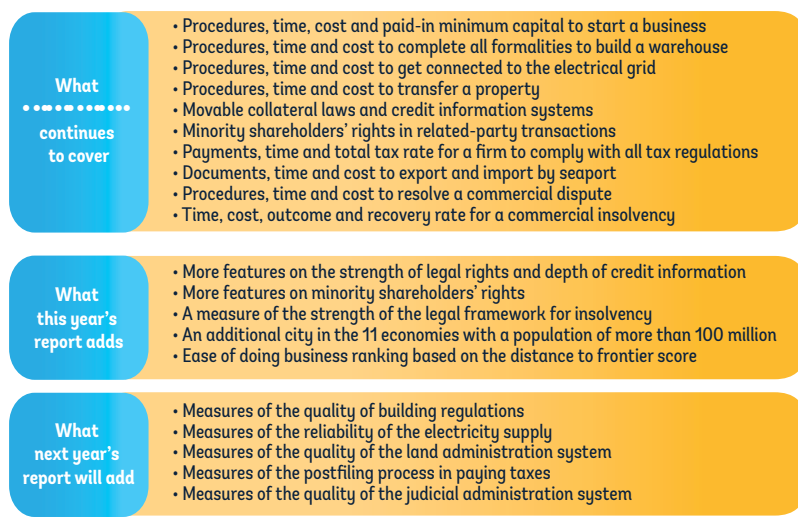 What
continues
to cover
• Procedures, time, cost and paid-in minimum capital to start a business
• Procedures, time and cost to complete all formalities to build a warehouse
• Procedures, time and cost to get connected to the electrical grid
• Procedures, time and cost to transfer a property
• Movable collateral laws and credit information systems
• Minority shareholders' rights in related-party transactions
• Payments, time and total tax rate for a firm to comply with all tax regulations
• Documents, time and cost to export and import by seaport
• Procedures, time and cost to resolve a commercial dispute
• Time, cost, outcome and recovery rate for a commercial insolvency
What
this year's
report adds
• More features on the strength of legal rights and depth of credit information
• More features on minority shareholders' rights
• A measure of the strength of the legal framework for insolvency
• An additional city in the 11 economies with a population of more than 100 million
• Ease of doing business ranking based on the distance to frontier score
What
next year's
report will add
• Measures of the quality of building regulations
• Measures of the reliability of the electricity supply
• Measures of the quality of the land administration system
• Measures of the postfiling process in paying taxes
• Measures of the quality of the judicial administration system